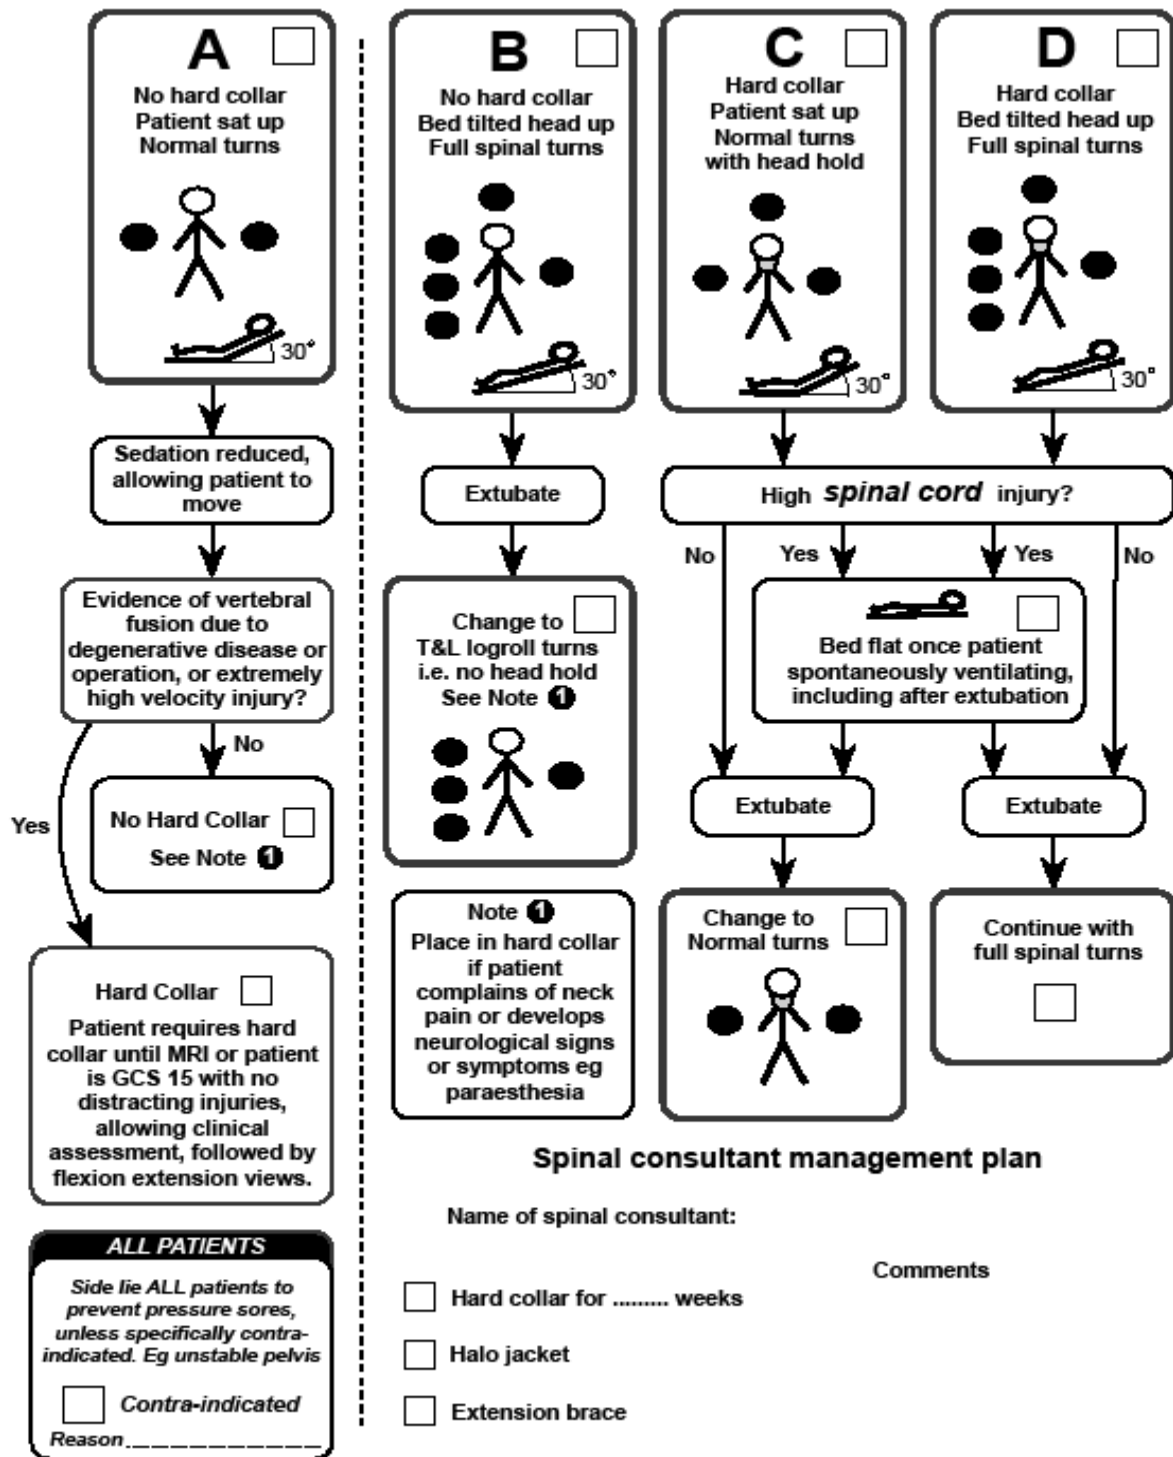 A
No hard collar
Patient sat up
Normal turns
30°
Sedation reduced,
allowing patient to
move
Evidence of vertebral
fusion due to
degenerative disease or
operation, or extremely
high velocity injury?
No
Yes
No Hard Collar
See Note 1
Hard Collar
Patient requires hard
collar until MRI or patient
is GCS 15 with no
distracting injuries,
allowing clinical
assessment, followed by
flexion extension views.
ALL PATIENTS
Side lie ALL patients to
prevent pressure sores,
unless specifically contra-
indicated. Eg unstable pelvis
Contra-indicated
Reason ____________
B
No hard collar
Bed tilted head up
Full spinal turns
30°
Extubate
Change to
T&L logroll turns
i.e. no head hold
See Note 1
Note 1
Place in hard collar
if patient
complains of neck
pain or develops
neurological signs
or symptoms eg
paraesthesia
C
Hard collar
Patient sat up
Normal turns
with head hold
30°
D
Hard collar
Bed tilted head up
Full spinal turns
30°
High spinal cord injury?
No
Yes
Yes
No
Bed flat once patient
spontaneously ventilating,
including after extubation
Extubate
Extubate
Change to
Normal turns
Continue with
full spinal turns
Spinal consultant management plan
Name of spinal consultant:
Comments
Hard collar for ......... weeks
Halo jacket
Extension brace